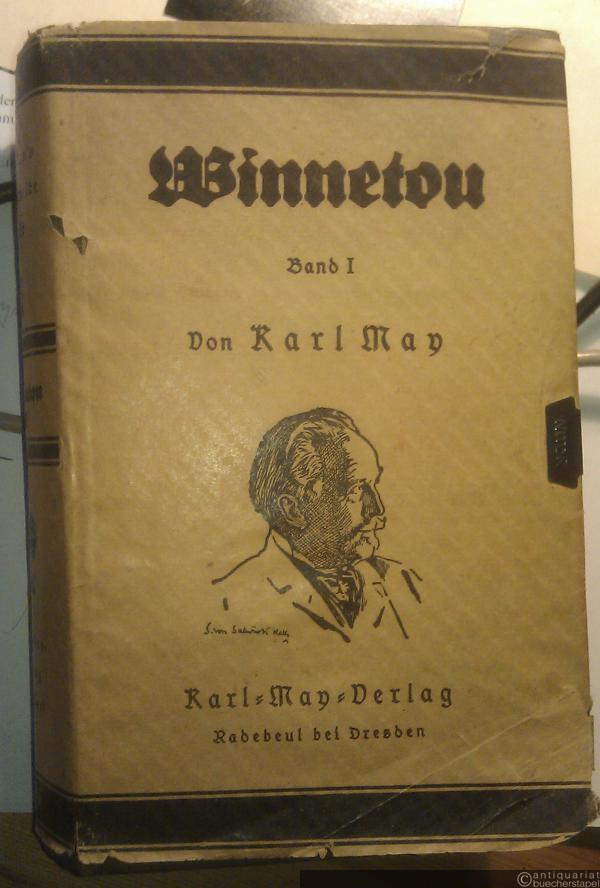 Winnetou
Band I
Von Karl May
Karl=May=Verlag
Radebeul bei Dresden
©antiquariat
buecherstapel